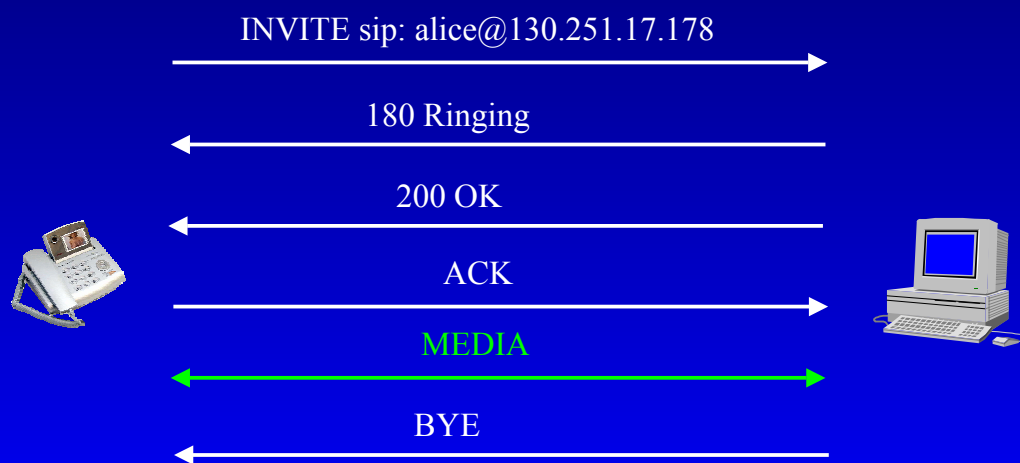 INVITE sip: alice@130.251.17.178
180 Ringing
200 OK
ACK
MEDIA
BYE